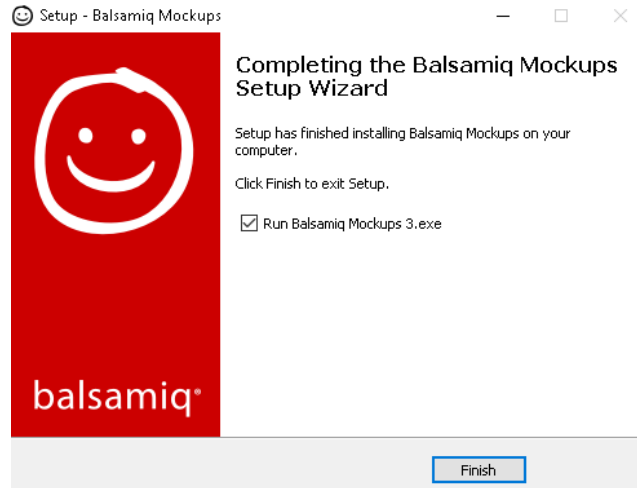 Setup - Balsamiq Mockups
Completing the Balsamiq Mockups
Setup Wizard
Setup has finished installing Balsamiq Mockups on your
computer.
Click Finish to exit Setup.
Run Balsamiq Mockups 3.exe
balsamiq®
Finish